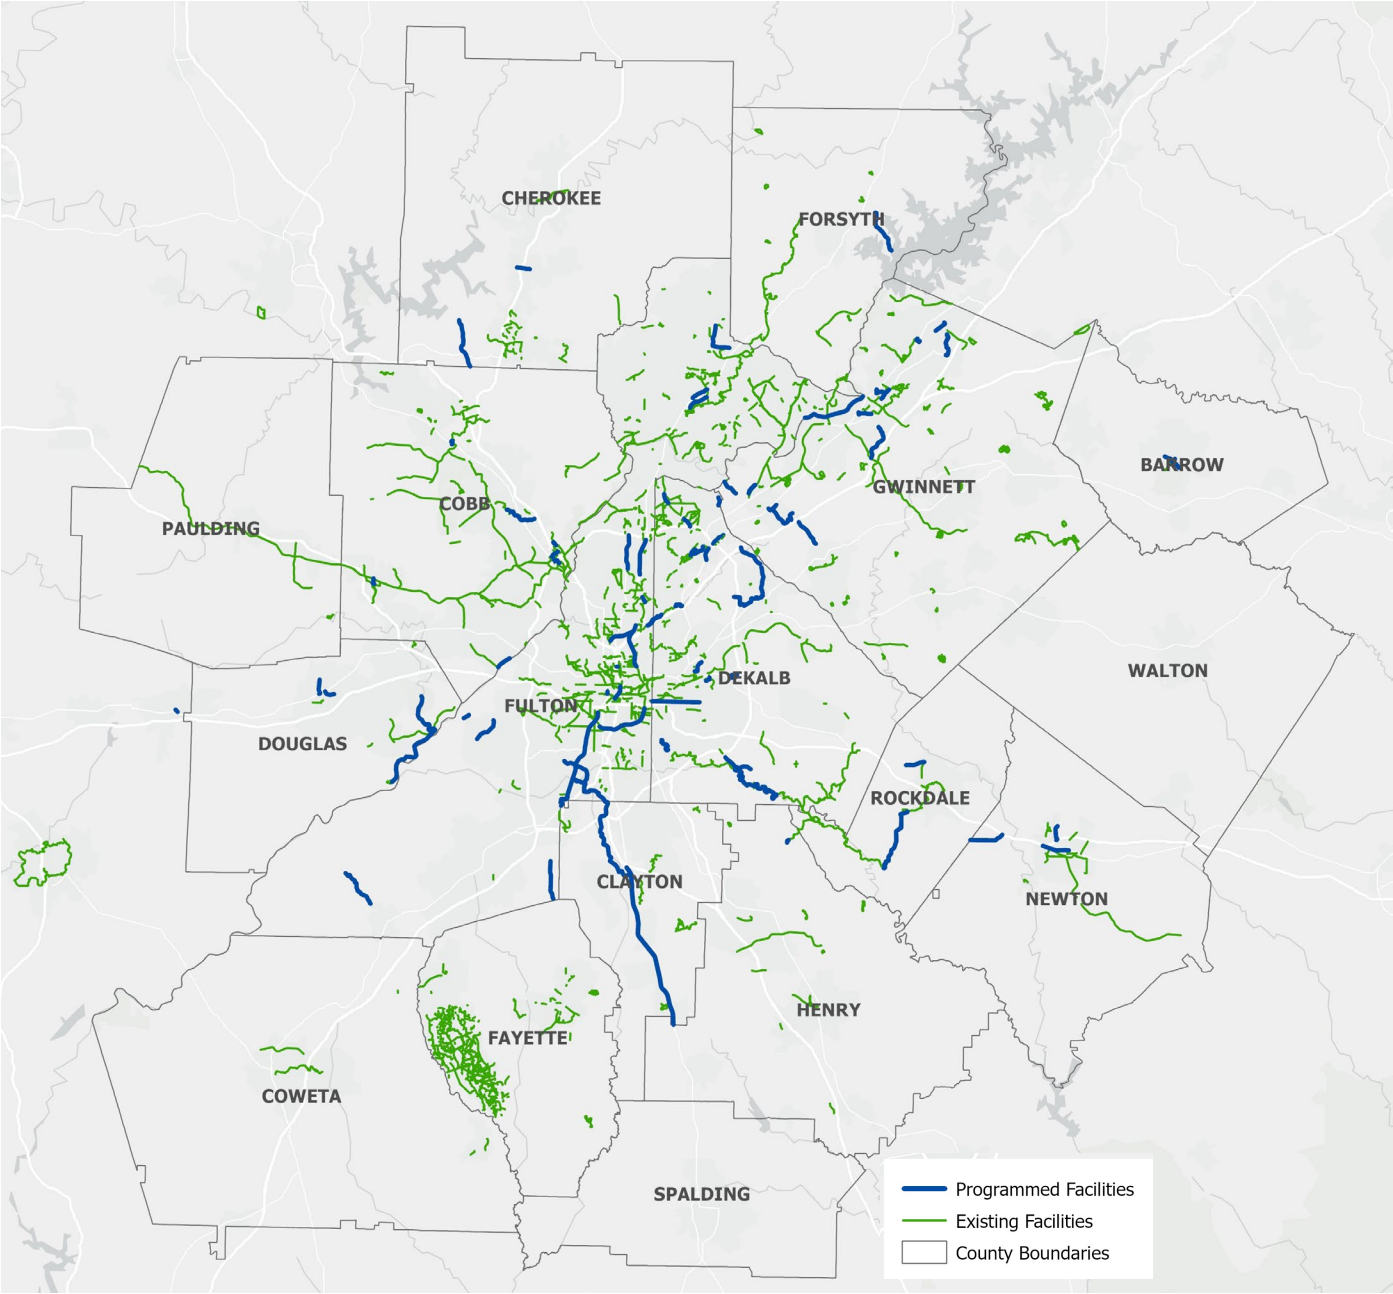 CHEROKEE
FORSYTH
BARROW
GWINNETT
COBB
PAULDING
WALTON
DEKALB
FULTON
DOUGLAS
ROCKDALE
CLAYTON
NEWTON
HENRY
FAYETTE
COWETA
SPALDING
Programmed Facilities
Existing Facilities
County Boundaries